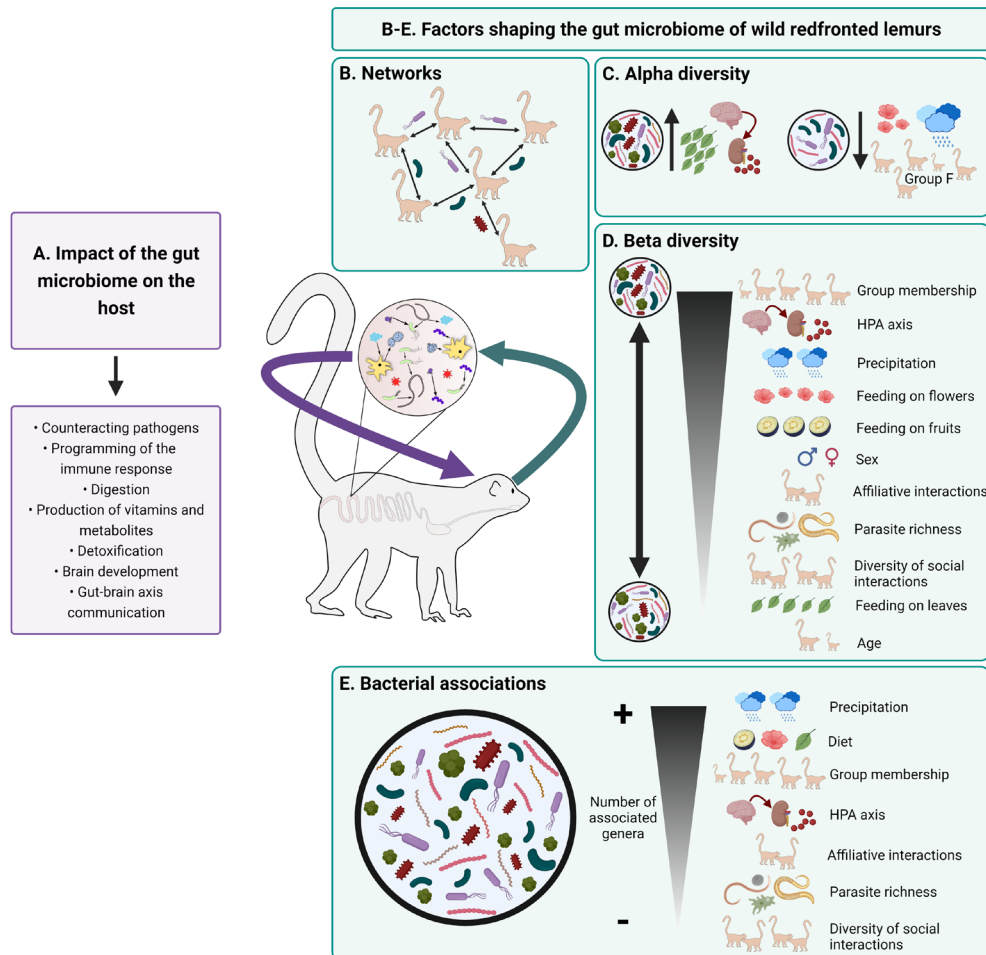 B-E. Factors shaping the gut microbiome of wild redfronted lemurs
B. Networks
C. Alpha diversity
Group F
A. Impact of the gut
microbiome on the
host
• Counteracting pathogens
• Programming of the
immune response
• Digestion
• Production of vitamins and
metabolites
• Detoxification
• Brain development
• Gut-brain axis
communication
D. Beta diversity
Group membership
HPA axis
Precipitation
Feeding on flowers
Feeding on fruits
Sex
Affiliative interactions
Parasite richness
Diversity of social
interactions
Feeding on leaves
Age
E. Bacterial associations
+
Number of
associated
genera
-
Precipitation
Diet
Group membership
HPA axis
Affiliative interactions
Parasite richness
Diversity of social
interactions